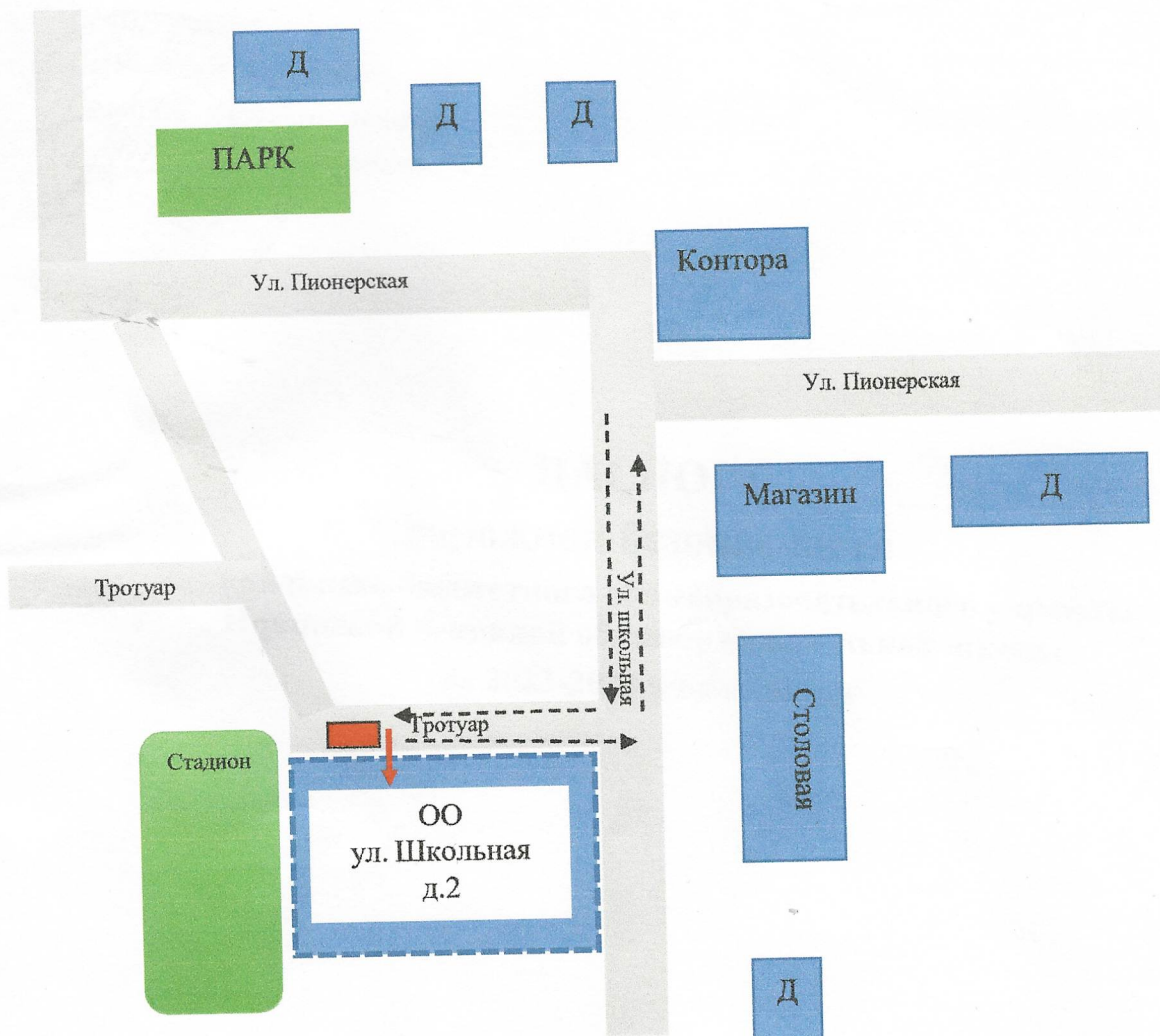 Д
Д
Д
ПАРК
Контора
Ул. Пионерская
Ул. Пионерская
Магазин
Д
Тротуар
Ул. школьная
Столовая
Тротуар
Стадион
ОО
ул. Школьная
д.2
Д